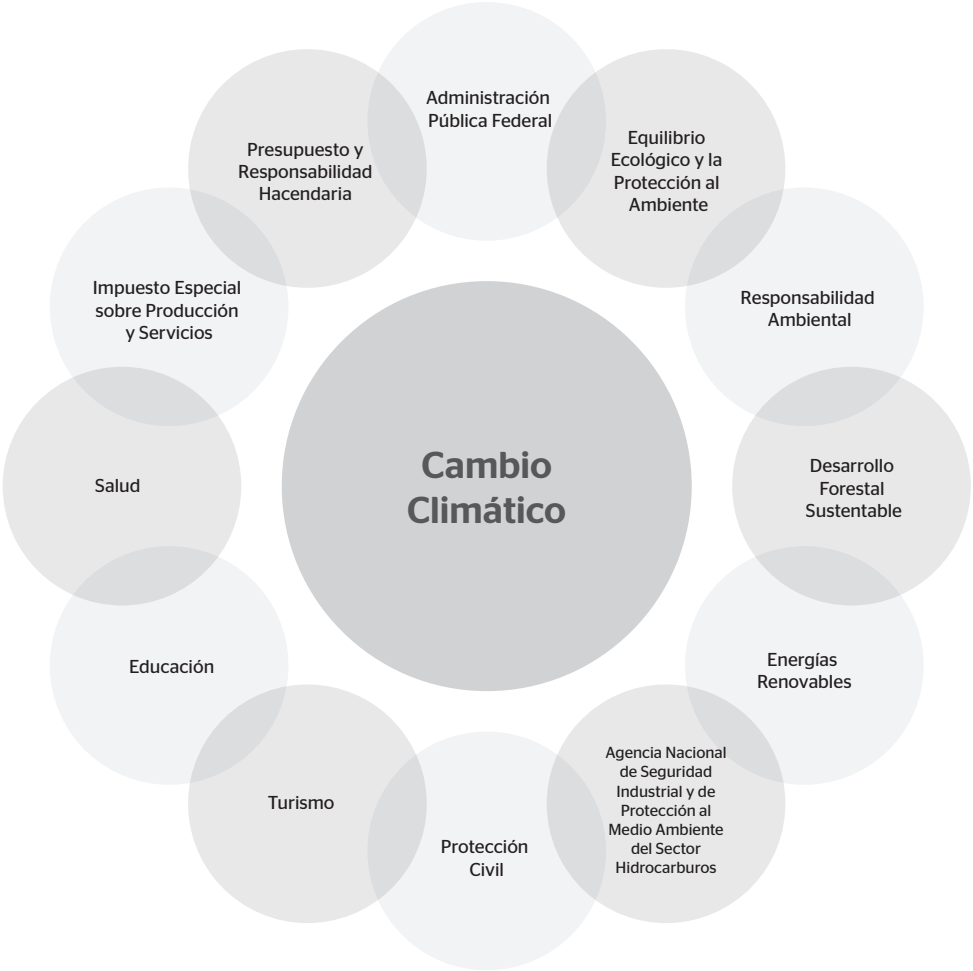 Administración
Pública Federal
Equilibrio
Ecológico y la
Protección al
Ambiente
Responsabilidad
Ambiental
Desarrollo
Forestal
Sustentable
Energías
Renovables
Agencia Nacional
de Seguridad
Industrial y de
Protección al
Medio Ambiente
del Sector
Hidrocarburos
Protección
Civil
Turismo
Educación
Salud
Impuesto Especial
sobre Producción
y Servicios
Presupuesto y
Responsabilidad
Hacendaria
Cambio
Climático